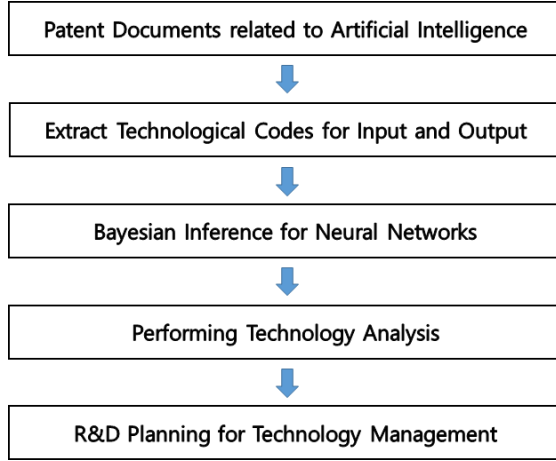 Patent Documents related to Artificial Intelligence
Extract Technological Codes for Input and Output
Bayesian Inference for Neural Networks
Performing Technology Analysis
R&D Planning for Technology Management